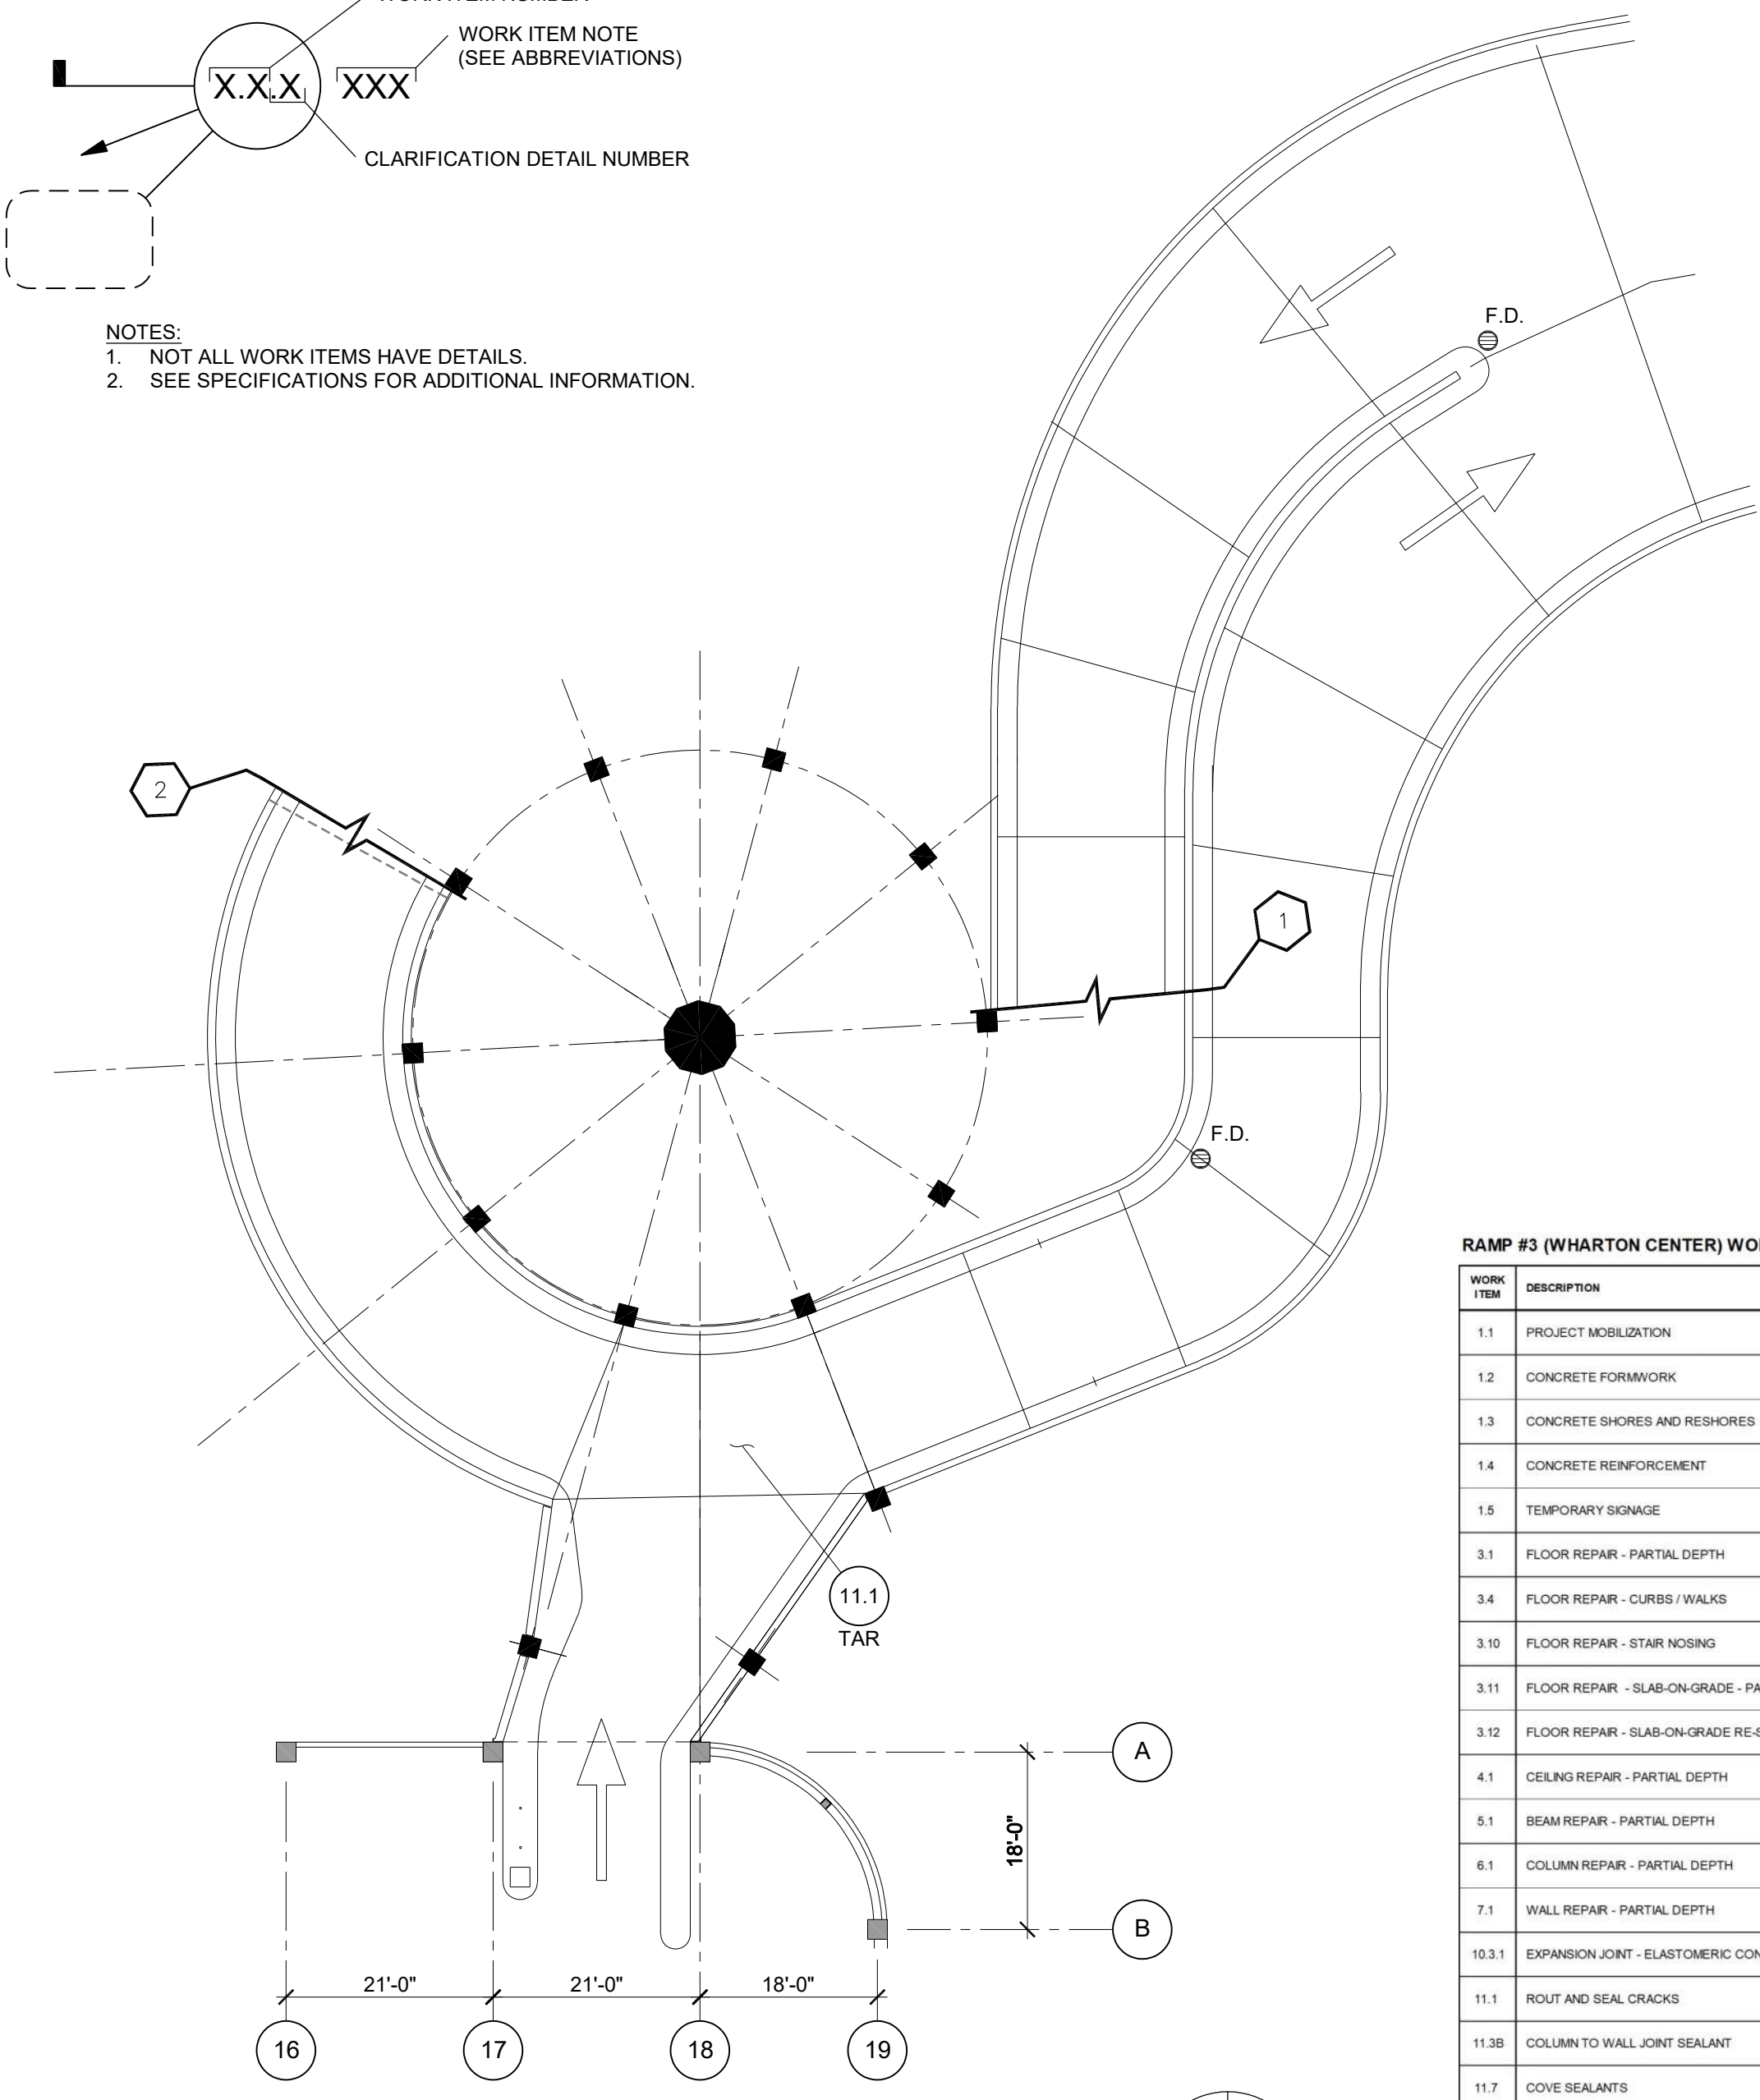 WORK ITEM NOTE
(SEE ABBREVIATIONS)
X.X.X XXX
CLARIFICATION DETAIL NUMBER
NOTES:
1. NOT ALL WORK ITEMS HAVE DETAILS.
2. SEE SPECIFICATIONS FOR ADDITIONAL INFORMATION.
F.D.
2
1
F.D.
11.1
TAR
A
18'-0"
B
21'-0" 21'-0" 18'-0"
16 17 18 19
RAMP #3 (WHARTON CENTER)
WORK ITEM DESCRIPTION
1.1 PROJECT MOBILIZATION
1.2 CONCRETE FORMWORK
1.3 CONCRETE SHORES AND RESHORES
1.4 CONCRETE REINFORCEMENT
1.5 TEMPORARY SIGNAGE
3.1 FLOOR REPAIR - PARTIAL DEPTH
3.4 FLOOR REPAIR - CURBS / WALKS
3.10 FLOOR REPAIR - STAIR NOSING
3.11 FLOOR REPAIR - SLAB-ON-GRADE - PA
3.12 FLOOR REPAIR - SLAB-ON-GRADE RE-S
4.1 CEILING REPAIR - PARTIAL DEPTH
5.1 BEAM REPAIR - PARTIAL DEPTH
6.1 COLUMN REPAIR - PARTIAL DEPTH
7.1 WALL REPAIR - PARTIAL DEPTH
10.3.1 EXPANSION JOINT - ELASTOMERIC CON
11.1 ROUT AND SEAL CRACKS
11.3B COLUMN TO WALL JOINT SEALANT
11.7 COVE SEALANTS